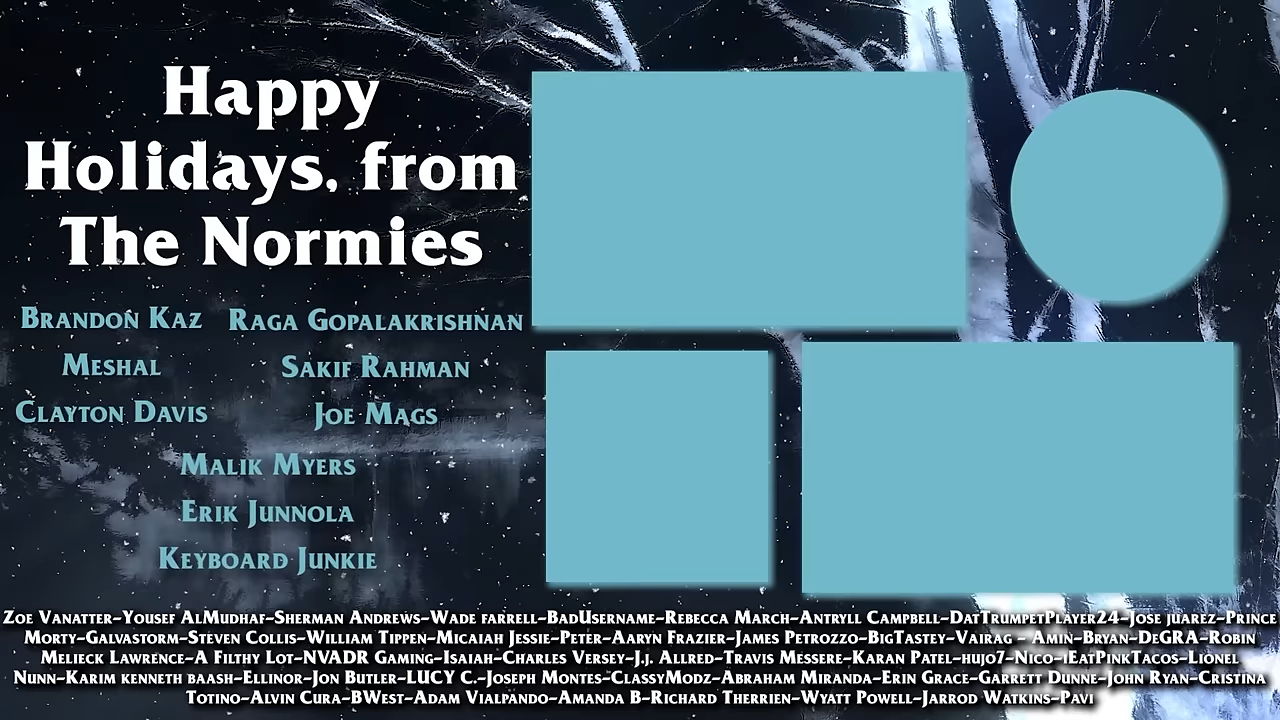 Happy
Holidays, from
The Normies
Brandon Kaz Raga Gopalakrishnan
Meshal Sakif Rahman
Clayton Davis Joe Mags
Malik Myers
Erik Junnola
Keyboard Junkie
Zoe Vanatter-Yousef AlMudhaf-Sherman Andrews-Wade farrell-BadUsername-Rebecca March-Antryll Campbell-DatTrumpetPlayer24-Jose juarez-Prince
Morty-Galvastorm-Steven Collis-William Tippen-Micaiah Jessie-Peter-Aaryn Frazier-James Petrozzo-BigTastey-Vairag - Amin-Bryan-DeGRA-Robin
Melieck Lawrence-A Filthy Lot-NVADR Gaming-Isaiah-Charles Versey-J.j. Allred-Travis Messere-Karan Patel-hujo7-Nico-iEatPinkTacos-Lionel
Nunn-Karim kenneth baash-Ellinor-Jon Butler-LUCY C.-Joseph Montes-ClassyModz-Abraham Miranda-Erin Grace-Garrett Dunne-John Ryan-Cristina
Totino-Alvin Cura-BWest-Adam Vialpando-Amanda B-Richard Therrien-Wyatt Powell-Jarrod Watkins-Pavi